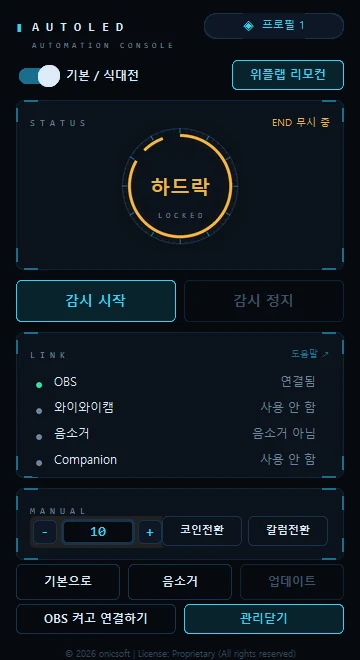 AUTOLED
◈ 프로필 1
AUTOMATION CONSOLE
기본 / 식대전
위플랩 리모컨
STATUS
END 무시 중
하드락
LOCKED
감시 시작
감시 정지
LINK
도움말 ↗
OBS
연결됨
와이와이캠
사용 안 함
음소거
음소거 아님
Companion
사용 안 함
MANUAL
-
10
+
코인전환
칼럼전환
기본으로
음소거
업데이트
OBS 켜고 연결하기
관리닫기
© 2026 onicsoft | License: Proprietary (All rights reserved)